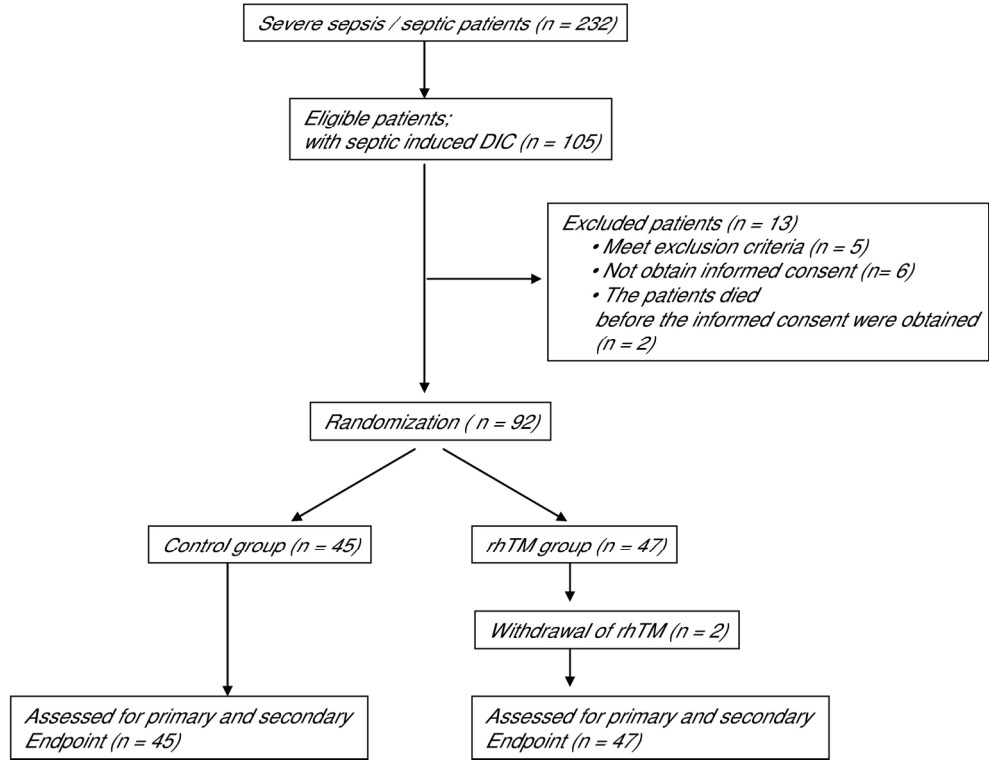 Severe sepsis / septic patients (n = 232)
Eligible patients;
with septic induced DIC (n = 105)
Excluded patients (n = 13)
• Meet exclusion criteria (n = 5)
• Not obtain informed consent (n= 6)
• The patients died
before the informed consent were obtained
(n = 2)
Randomization ( n = 92)
Control group (n = 45)
rhTM group (n = 47)
Withdrawal of rhTM (n = 2)
Assessed for primary and secondary
Endpoint (n = 45)
Assessed for primary and secondary
Endpoint (n = 47)